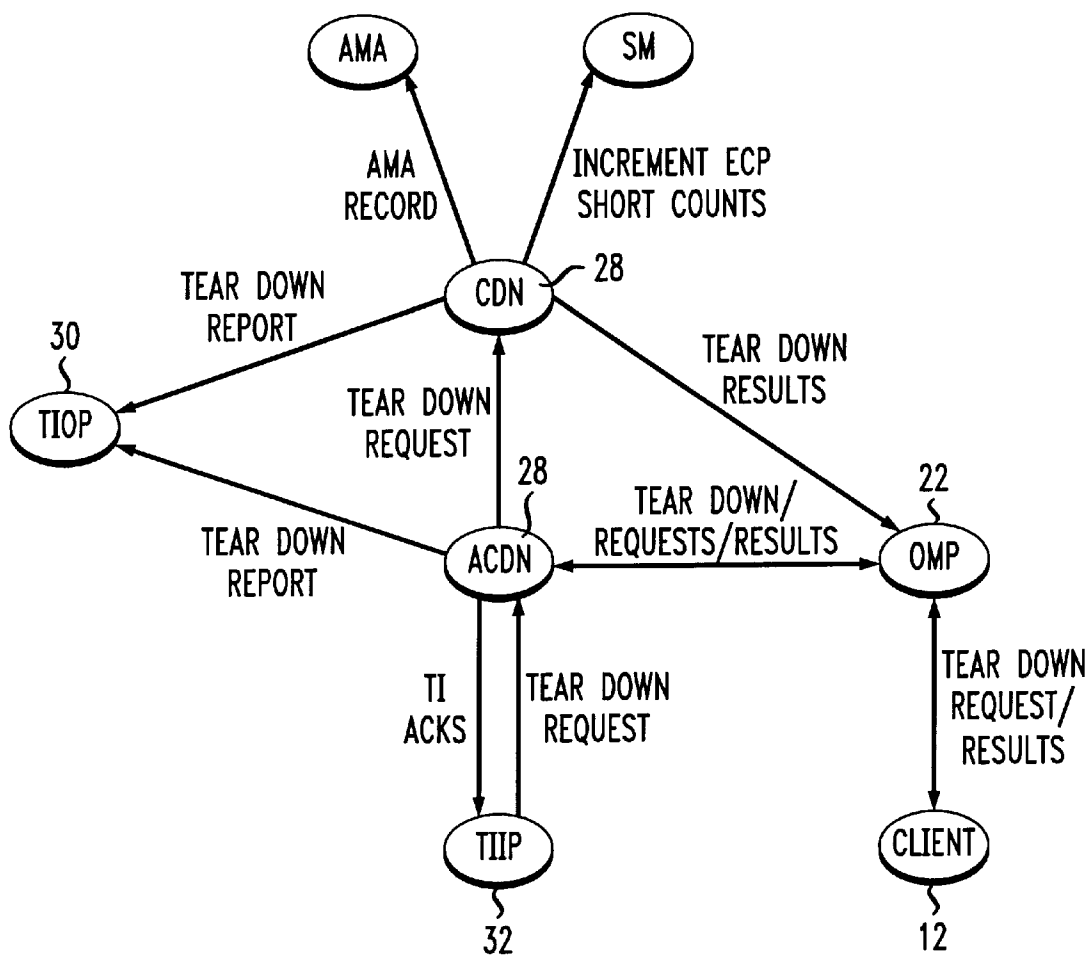 AMA
SM
AMA
RECORD
INCREMENT ECP
SHORT COUNTS
CDN
28
TEAR DOWN
REPORT
30
TIOP
TEAR DOWN
REQUEST
TEAR DOWN
RESULTS
28
ACDN
TEAR DOWN/
REQUESTS/RESULTS
22
OMP
TEAR DOWN
REPORT
TI
ACKS
TEAR DOWN
REQUEST
TEAR DOWN
REQUEST/
RESULTS
TIIP
32
CLIENT
12